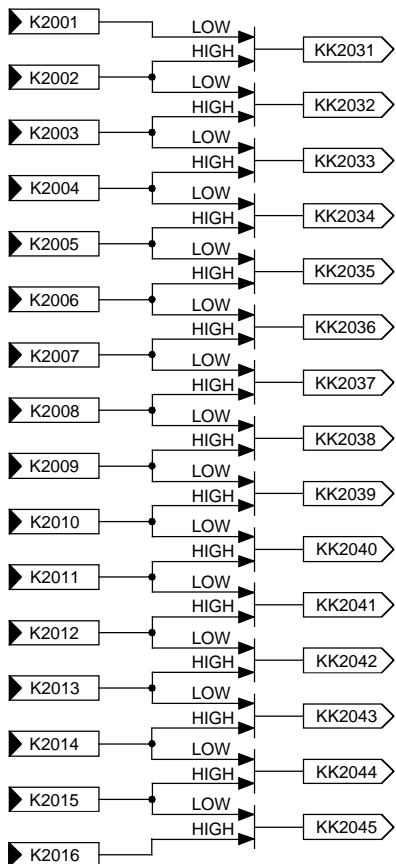 K2001
LOW
HIGH
KK2031
K2002
LOW
HIGH
KK2032
K2003
LOW
HIGH
KK2033
K2004
LOW
HIGH
KK2034
K2005
LOW
HIGH
KK2035
K2006
LOW
HIGH
KK2036
K2007
LOW
HIGH
KK2037
K2008
LOW
HIGH
KK2038
K2009
LOW
HIGH
KK2039
K2010
LOW
HIGH
KK2040
K2011
LOW
HIGH
KK2041
K2012
LOW
HIGH
KK2042
K2013
LOW
HIGH
KK2043
K2014
LOW
HIGH
KK2044
K2015
LOW
HIGH
KK2045
K2016